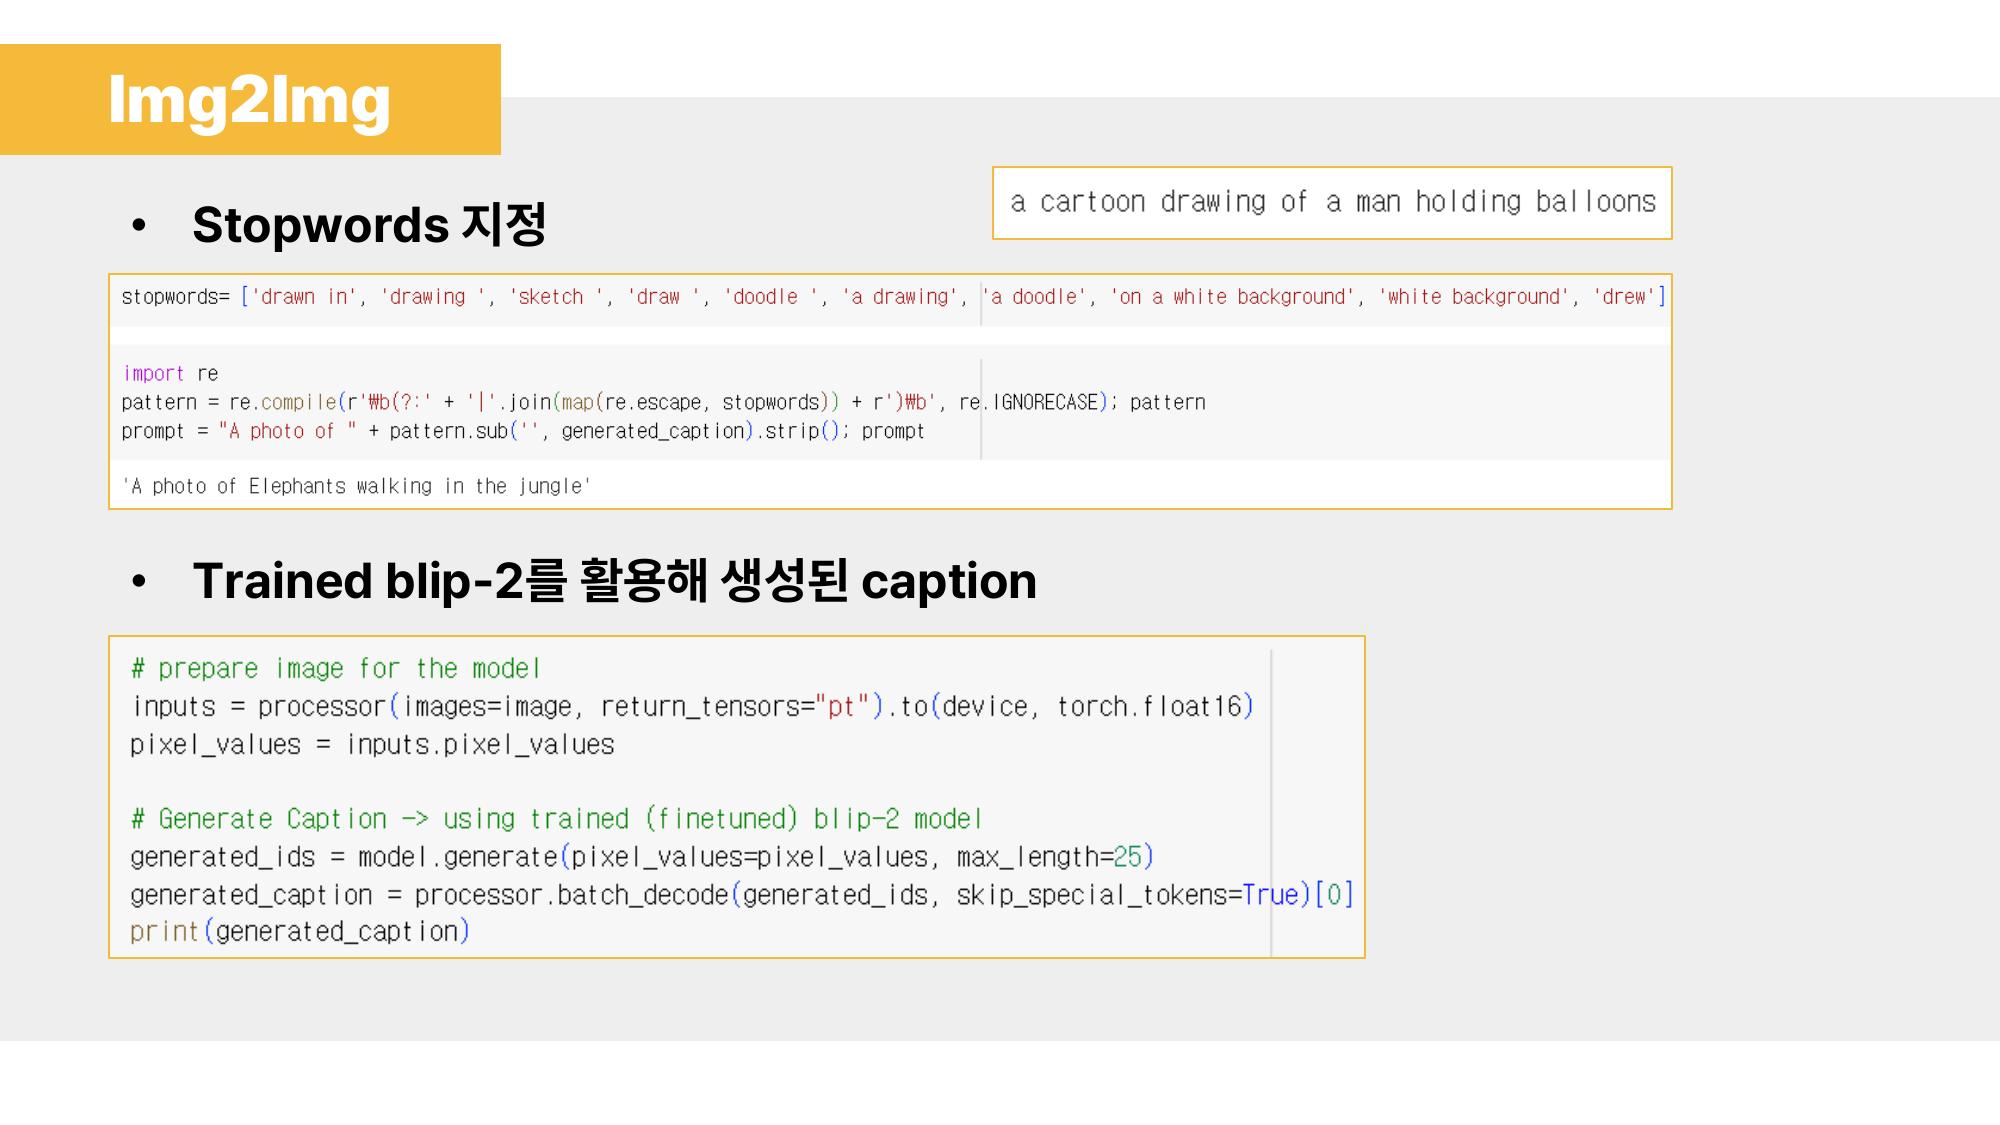 Img2Img
• Stopwords 지정
a cartoon drawing of a man holding balloons
stopwords= ['drawn in', 'drawing ', 'sketch ', 'draw ', 'doodle ', 'a drawing', 'a doodle', 'on a white background', 'white background', 'drew']
import re
pattern = re.compile(r'₩b(?:' + '|'.join(map(re.escape, stopwords)) + r')₩b', re.IGNORECASE); pattern
prompt = "A photo of " + pattern.sub('', generated_caption).strip(); prompt
'A photo of Elephants walking in the jungle'
• Trained blip-2를 활용해 생성된 caption
# prepare image for the model
inputs = processor(images=image, return_tensors="pt").to(device, torch.float16)
pixel_values = inputs.pixel_values
# Generate Caption -> using trained (finetuned) blip-2 model
generated_ids = model.generate(pixel_values=pixel_values, max_length=25)
generated_caption = processor.batch_decode(generated_ids, skip_special_tokens=True)[0]
print(generated_caption)